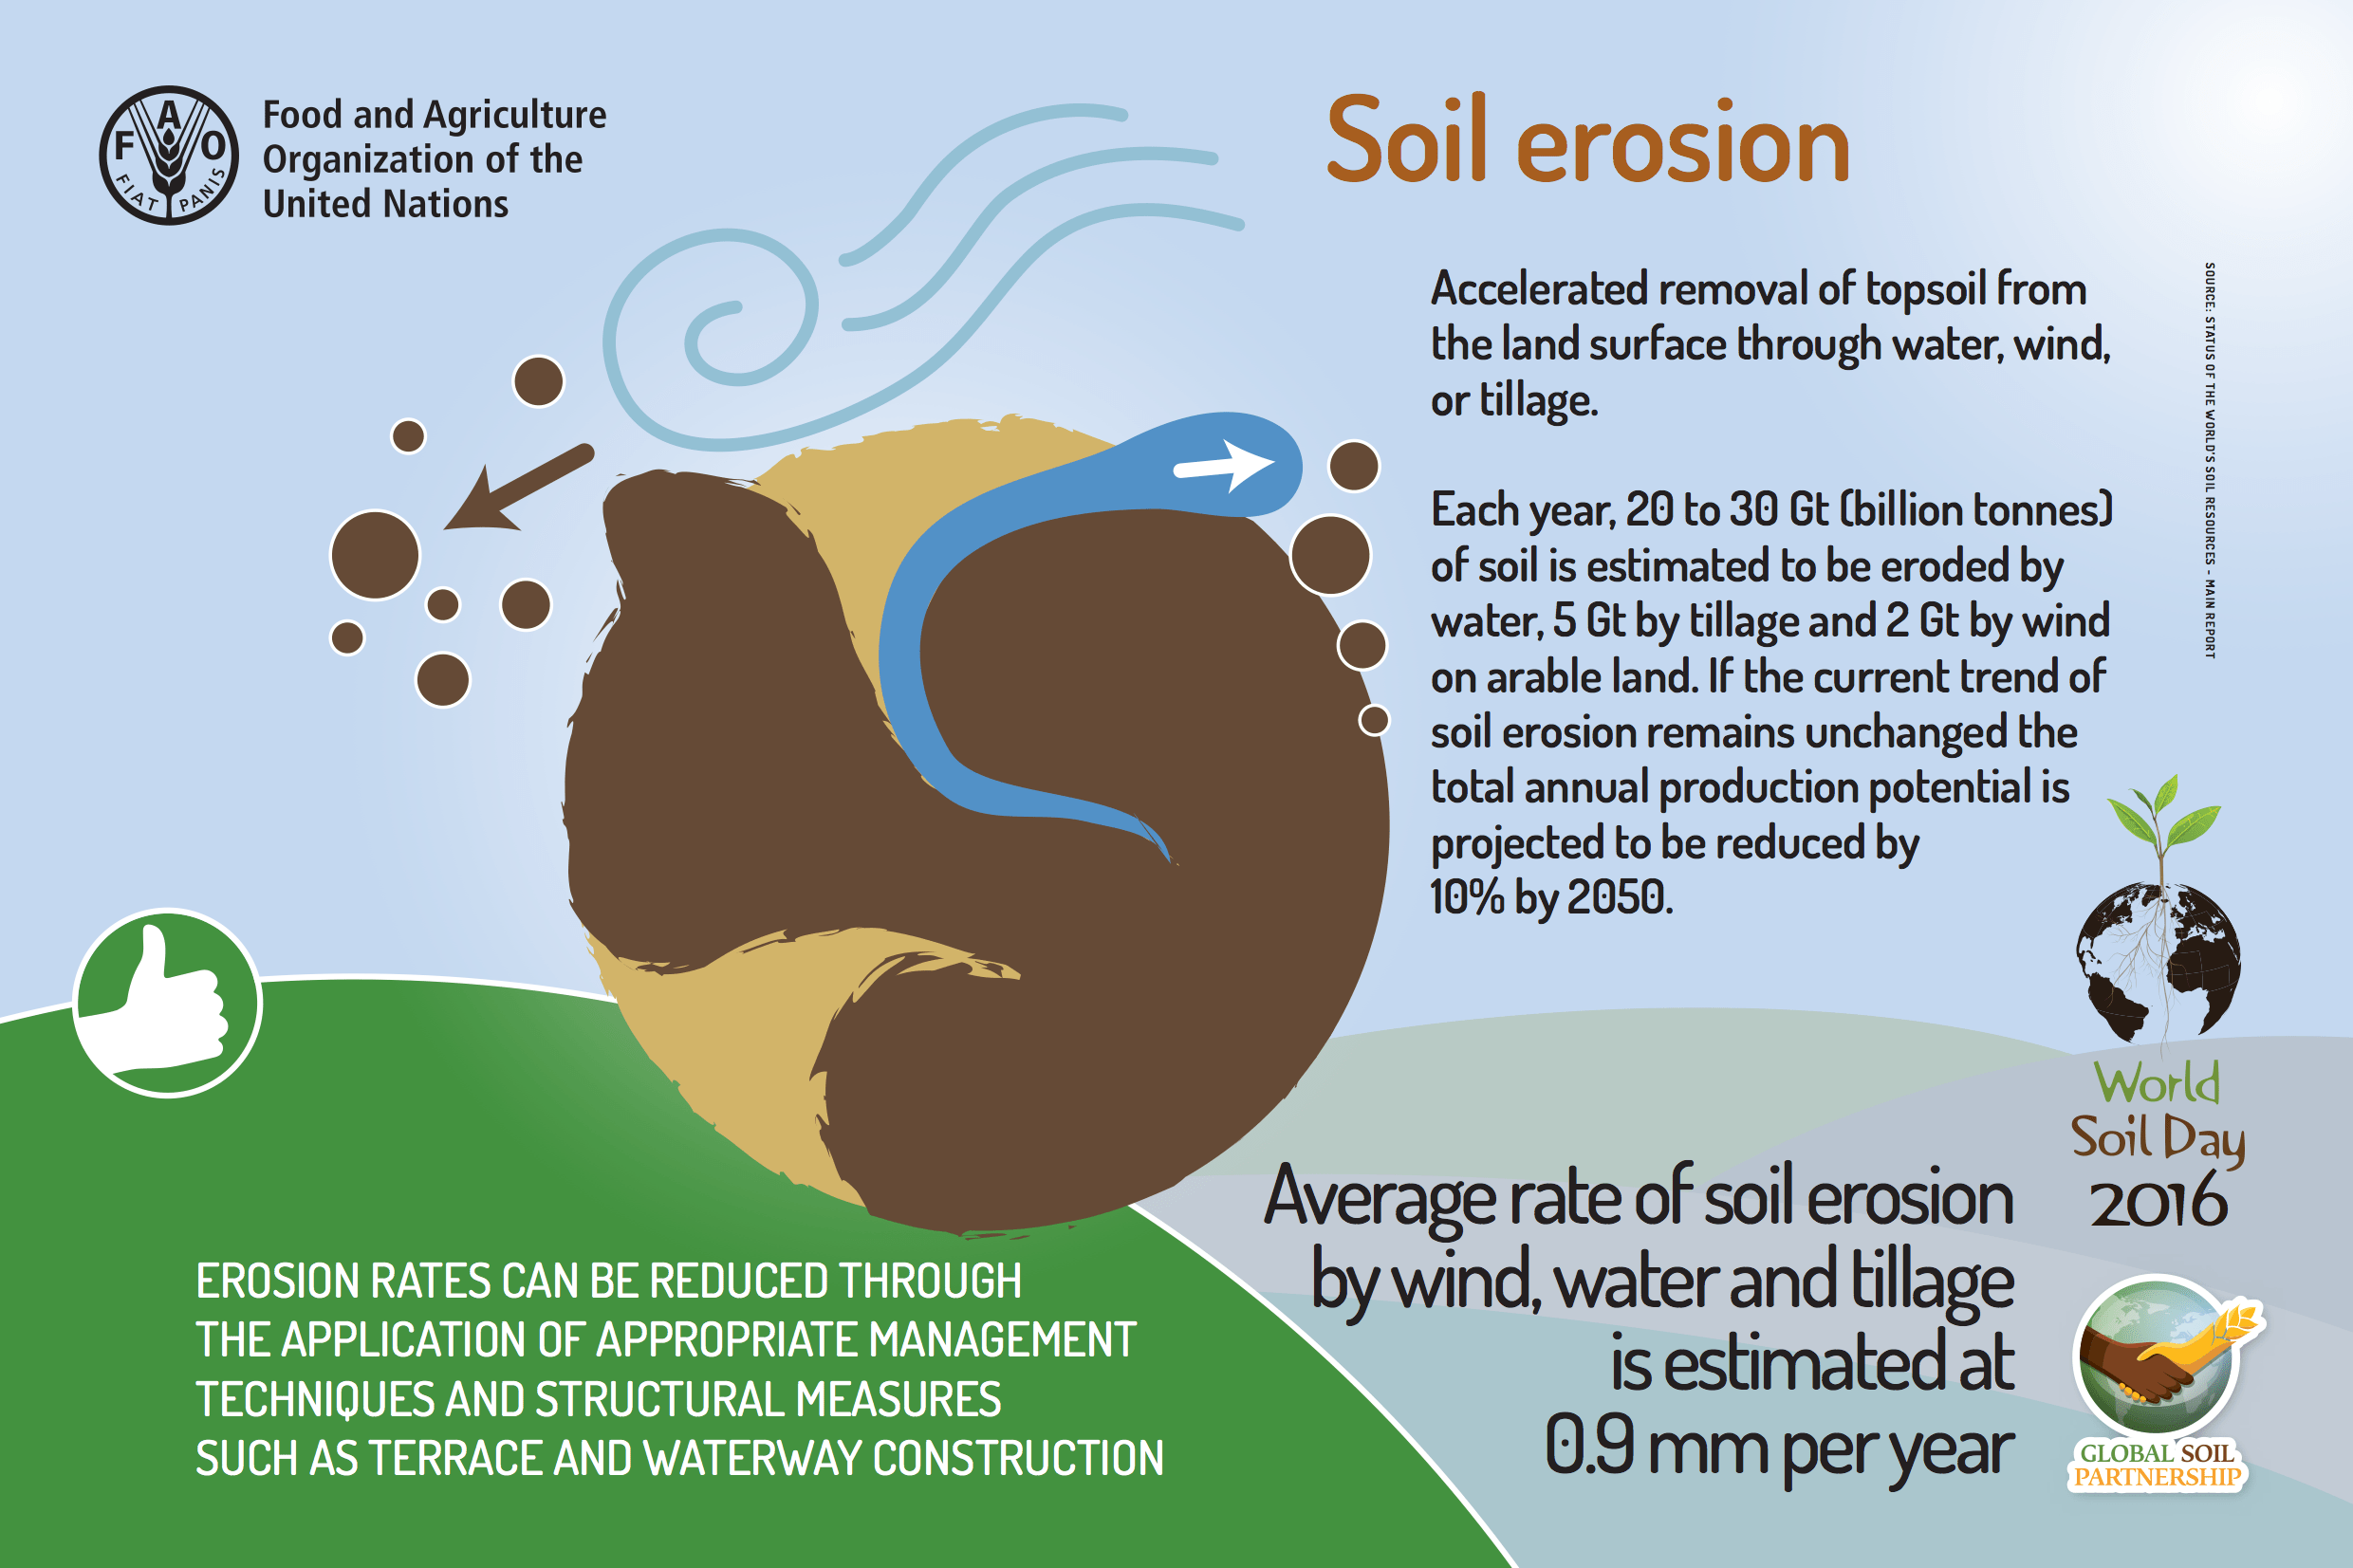 FAO
FIAT PANIS
Food and Agriculture
Organization of the
United Nations
Soil erosion
Accelerated removal of topsoil from
the land surface through water, wind,
or tillage.
Each year, 20 to 30 Gt (billion tonnes)
of soil is estimated to be eroded by
water, 5 Gt by tillage and 2 Gt by wind
on arable land. If the current trend of
soil erosion remains unchanged the
total annual production potential is
projected to be reduced by
10% by 2050.
SOURCE: STATUS OF THE WORLD'S SOIL RESOURCES - MAIN REPORT
World
Soil Day
2016
Average rate of soil erosion
by wind, water and tillage
is estimated at
0.9 mm per year
EROSION RATES CAN BE REDUCED THROUGH
THE APPLICATION OF APPROPRIATE MANAGEMENT
TECHNIQUES AND STRUCTURAL MEASURES
SUCH AS TERRACE AND WATERWAY CONSTRUCTION
GLOBAL SOIL
PARTNERSHIP